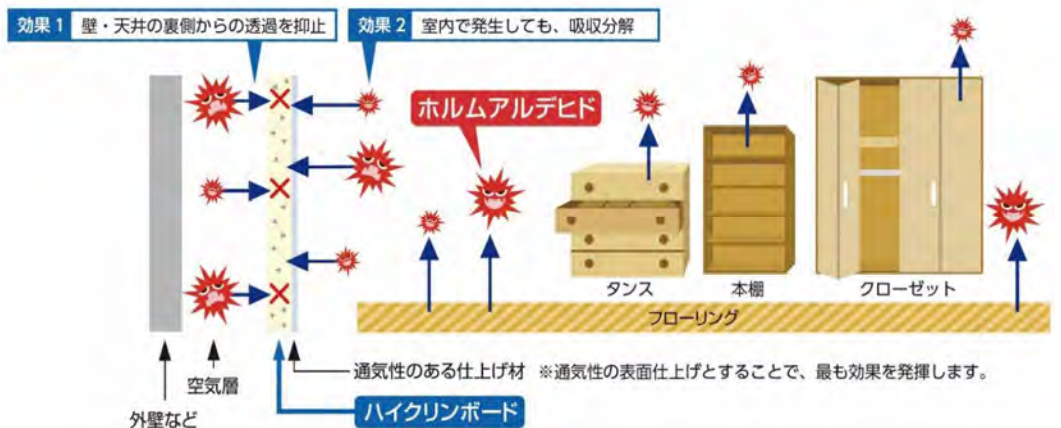 効果1 壁・天井の裏側からの透過を抑止
効果2 室内で発生しても、吸収分解
ホルムアルデヒド
タンス
本棚
クローゼット
フローリング
通気性のある仕上げ材 ※通気性の表面仕上げとすることで、最も効果を発揮します。
空気層
ハイクリンボード
外壁など